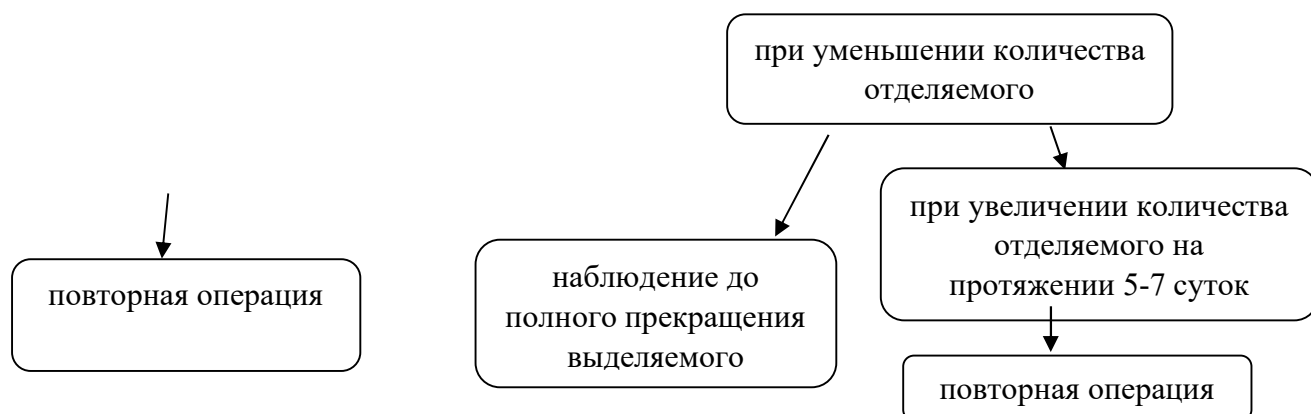 при уменьшении количества
отделяемого
при увеличении количества
отделяемого на
протяжении 5-7 суток
повторная операция
наблюдение до
полного прекращения
выделяемого
повторная операция